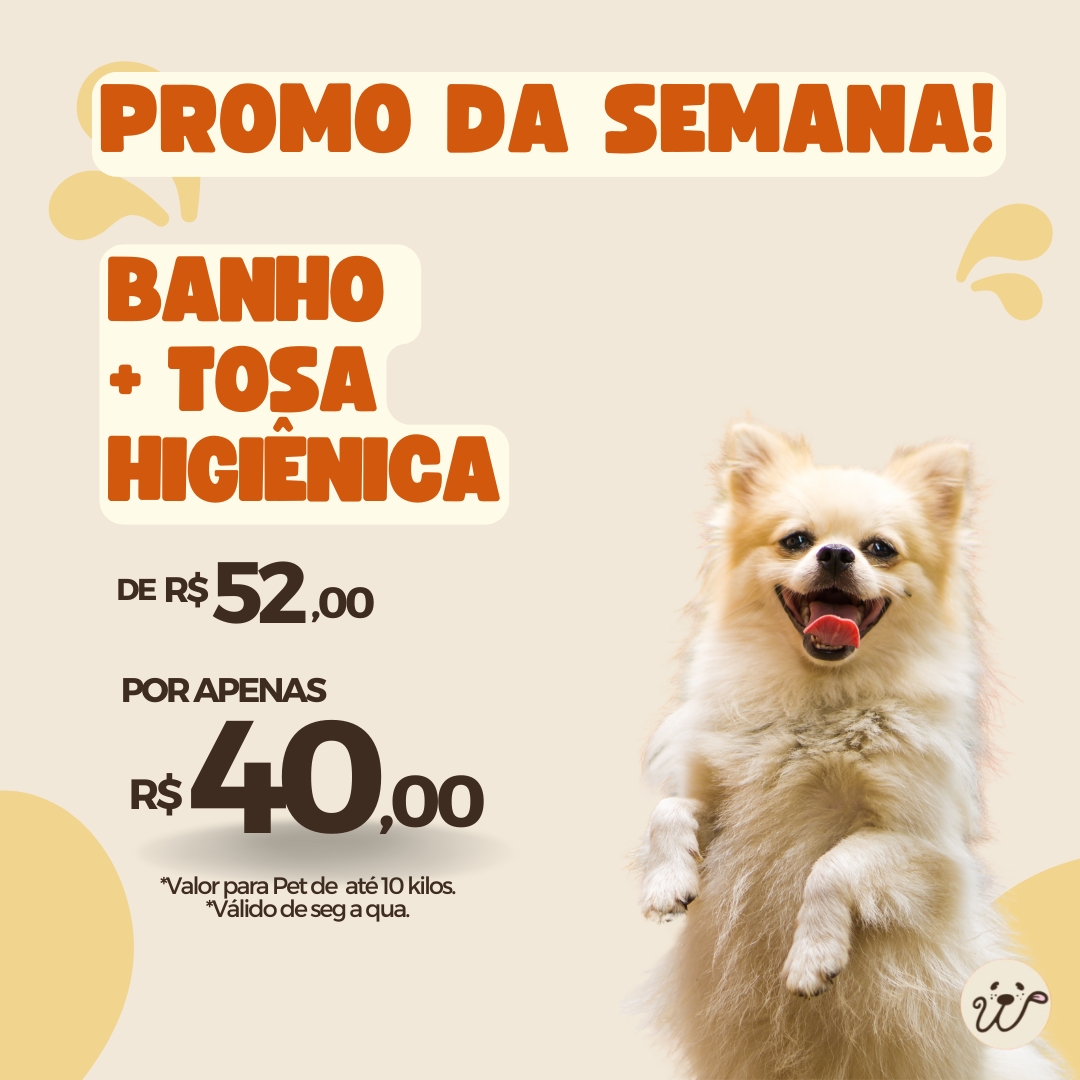 PROMO DA SEMANA!
BANHO
+ TOSA
HIGIÊNICA
DE R$ 52,00
POR APENAS
R$ 40,00
*Valor para Pet de até 10 kilos.
*Válido de seg a qua.